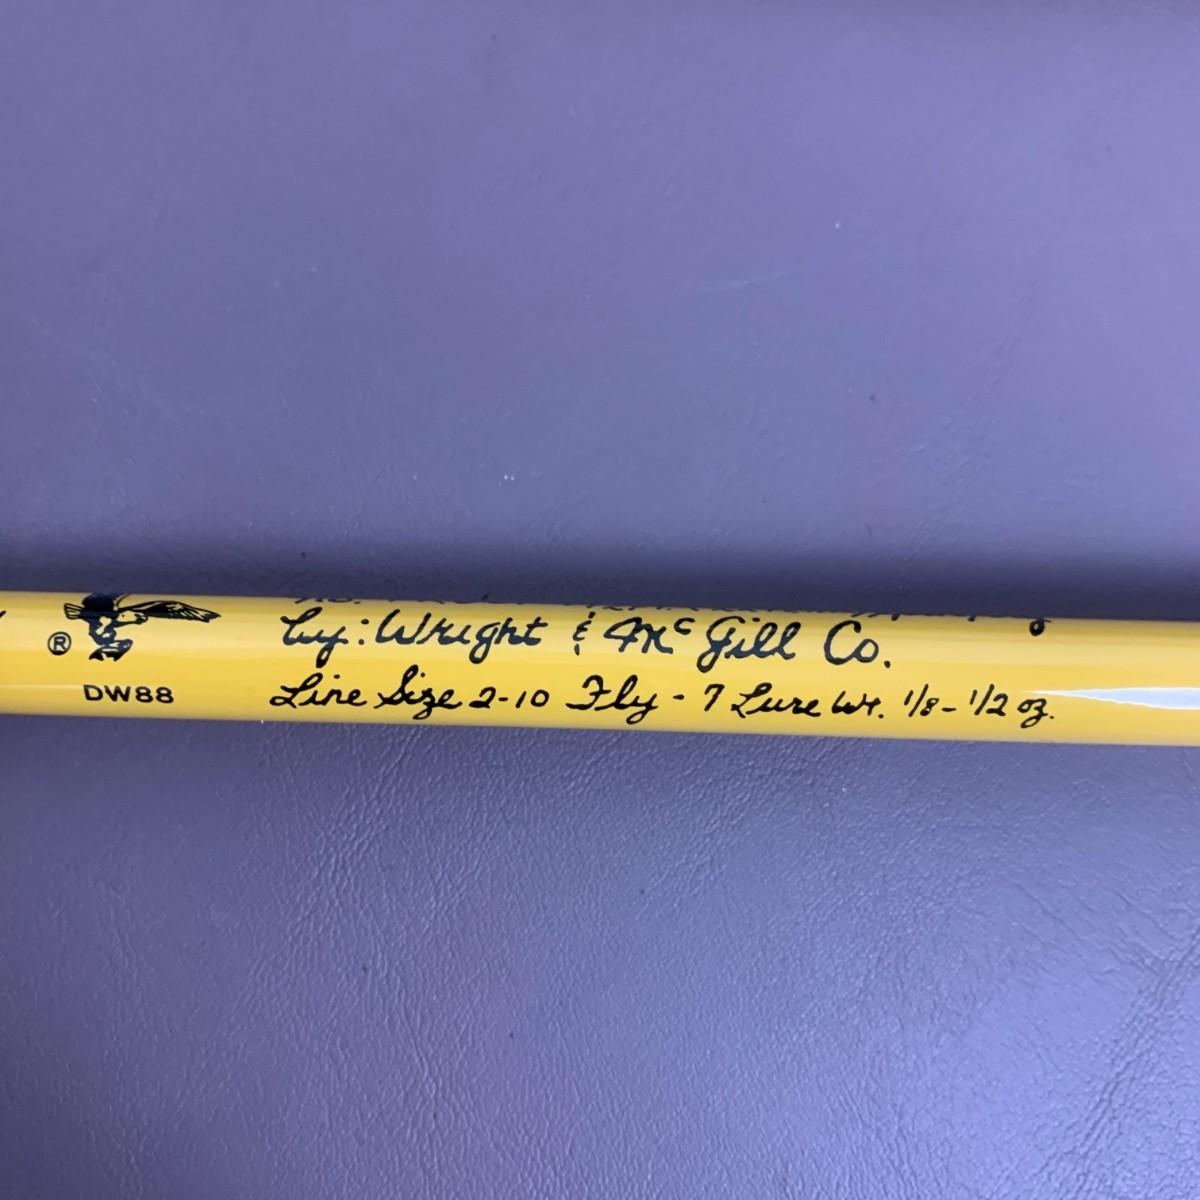 by: Wright & McGill Co.
® DW88
Line Size 2-10 Fly - 7 Lure Wt. 1/8 - 1/2 oz.